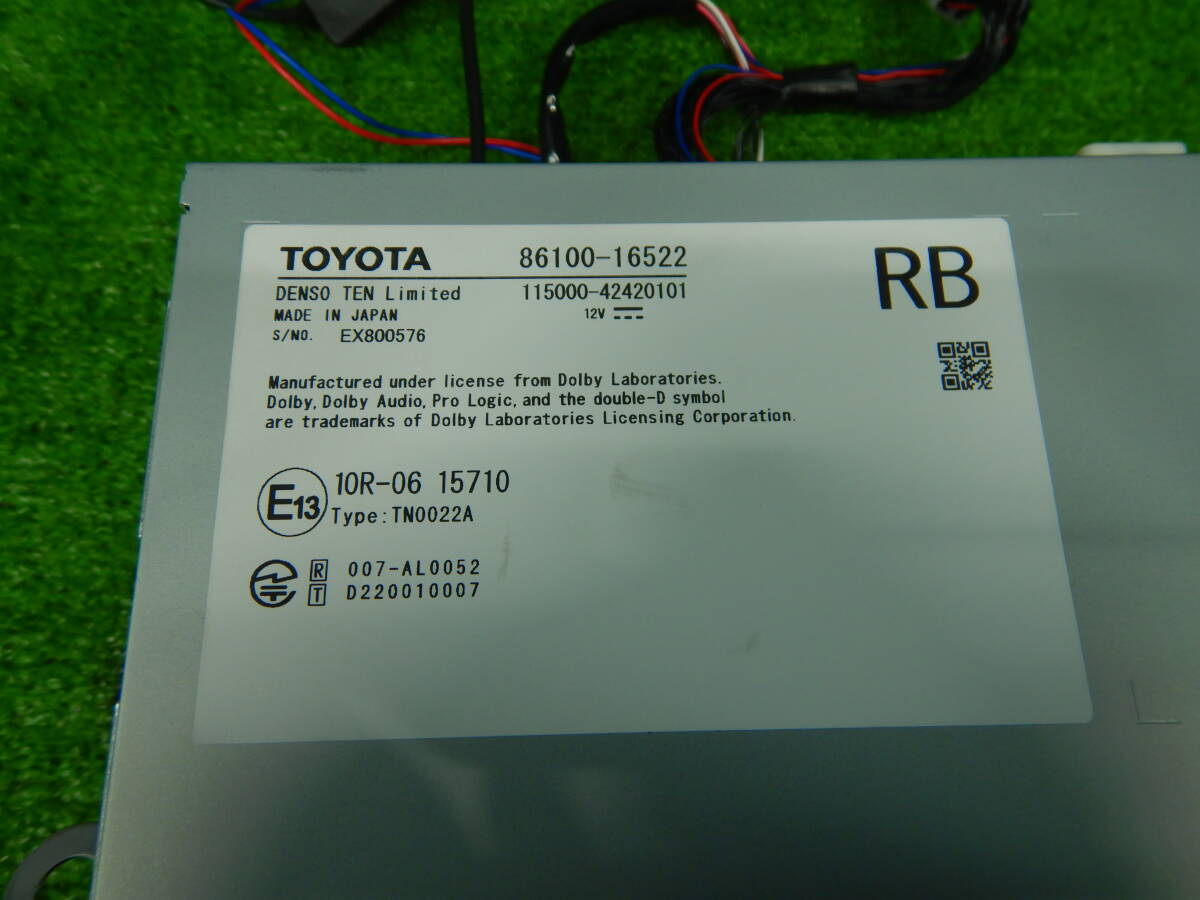 TOYOTA 86100-16522
DENSO TEN Limited 115000-42420101
MADE IN JAPAN 12V
S/NO. EX800576
RB
Manufactured under license from Dolby Laboratories.
Dolby, Dolby Audio, Pro Logic, and the double-D symbol
are trademarks of Dolby Laboratories Licensing Corporation.
E13 10R-06 15710
Type:TN0022A
R 007-AL0052
T D220010007